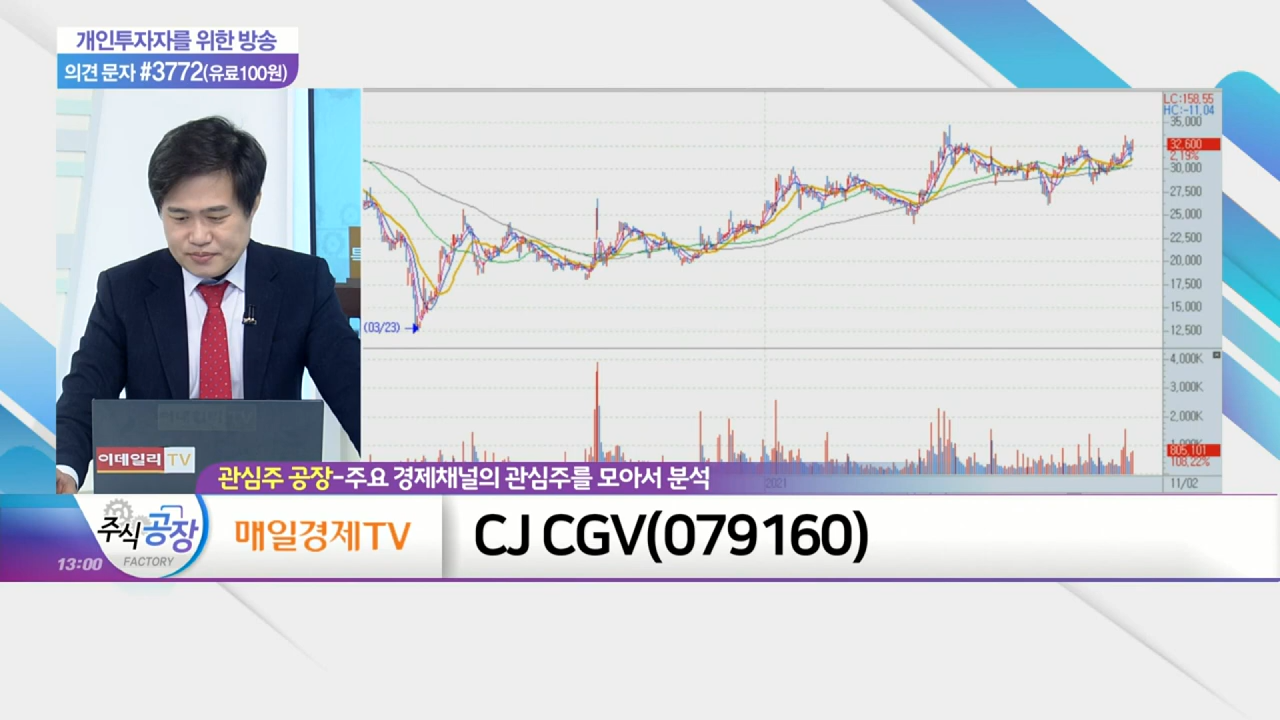 개인투자자를 위한 방송
의견 문자 #3772(유료100원)
LC:158.55
HC:-11.04
35,000
32,600
2.19%
30,000
27,500
25,000
22,500
20,000
17,500
15,000
12,500
(03/23)
4,000K
3,000K
2,000K
805,101
108.22%
2021
11/02
이데일리 TV
관심주 공장-주요 경제채널의 관심주를 모아서 분석
주식공장
FACTORY
13:00
매일경제TV
CJ CGV(079160)